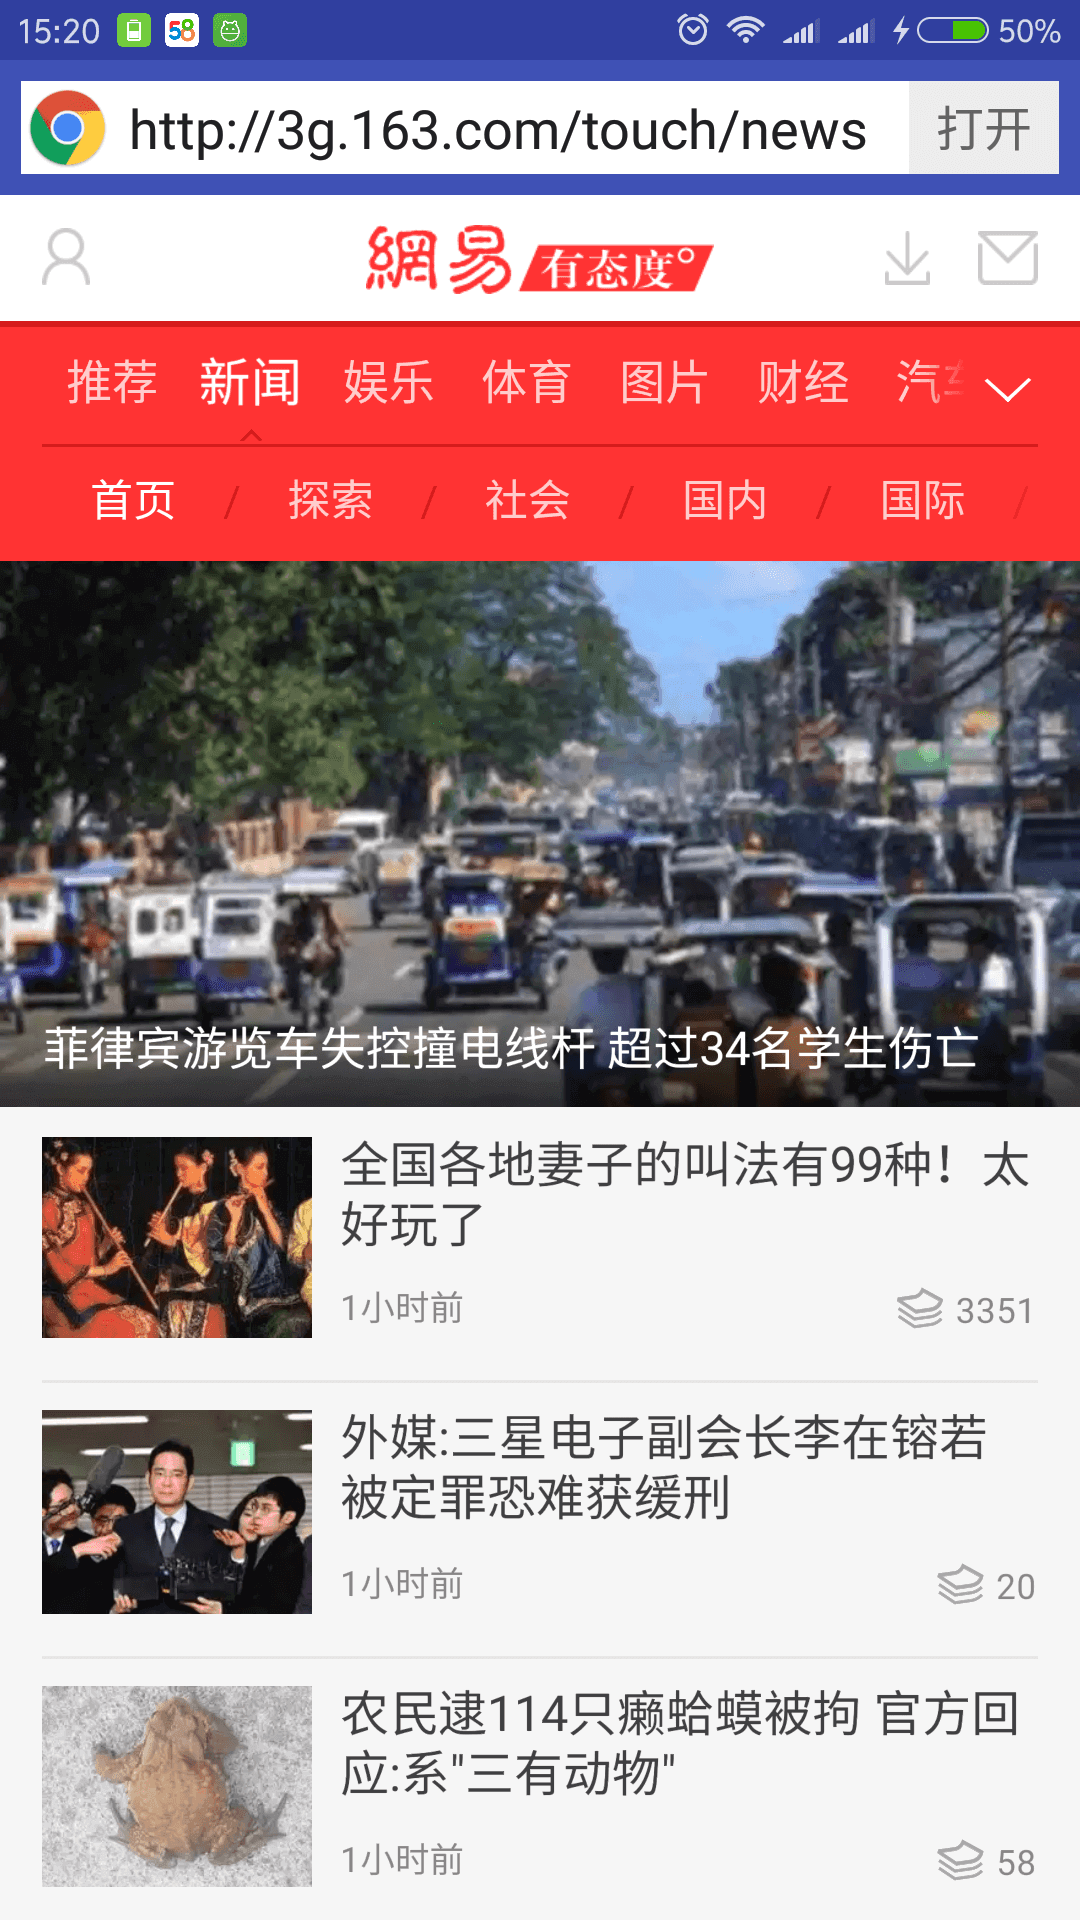 15:20 58 50%
http://3g.163.com/touch/news 打开
網易 有态度°
推荐 新闻 娱乐 体育 图片 财经 汽车
首页 / 探索 / 社会 / 国内 / 国际 /
菲律宾游览车失控撞电线杆 超过34名学生伤亡
全国各地妻子的叫法有99种！太
好玩了
1小时前 3351
外媒:三星电子副会长李在镕若
被定罪恐难获缓刑
1小时前 20
农民逮114只癞蛤蟆被拘 官方回
应:系"三有动物"
1小时前 58